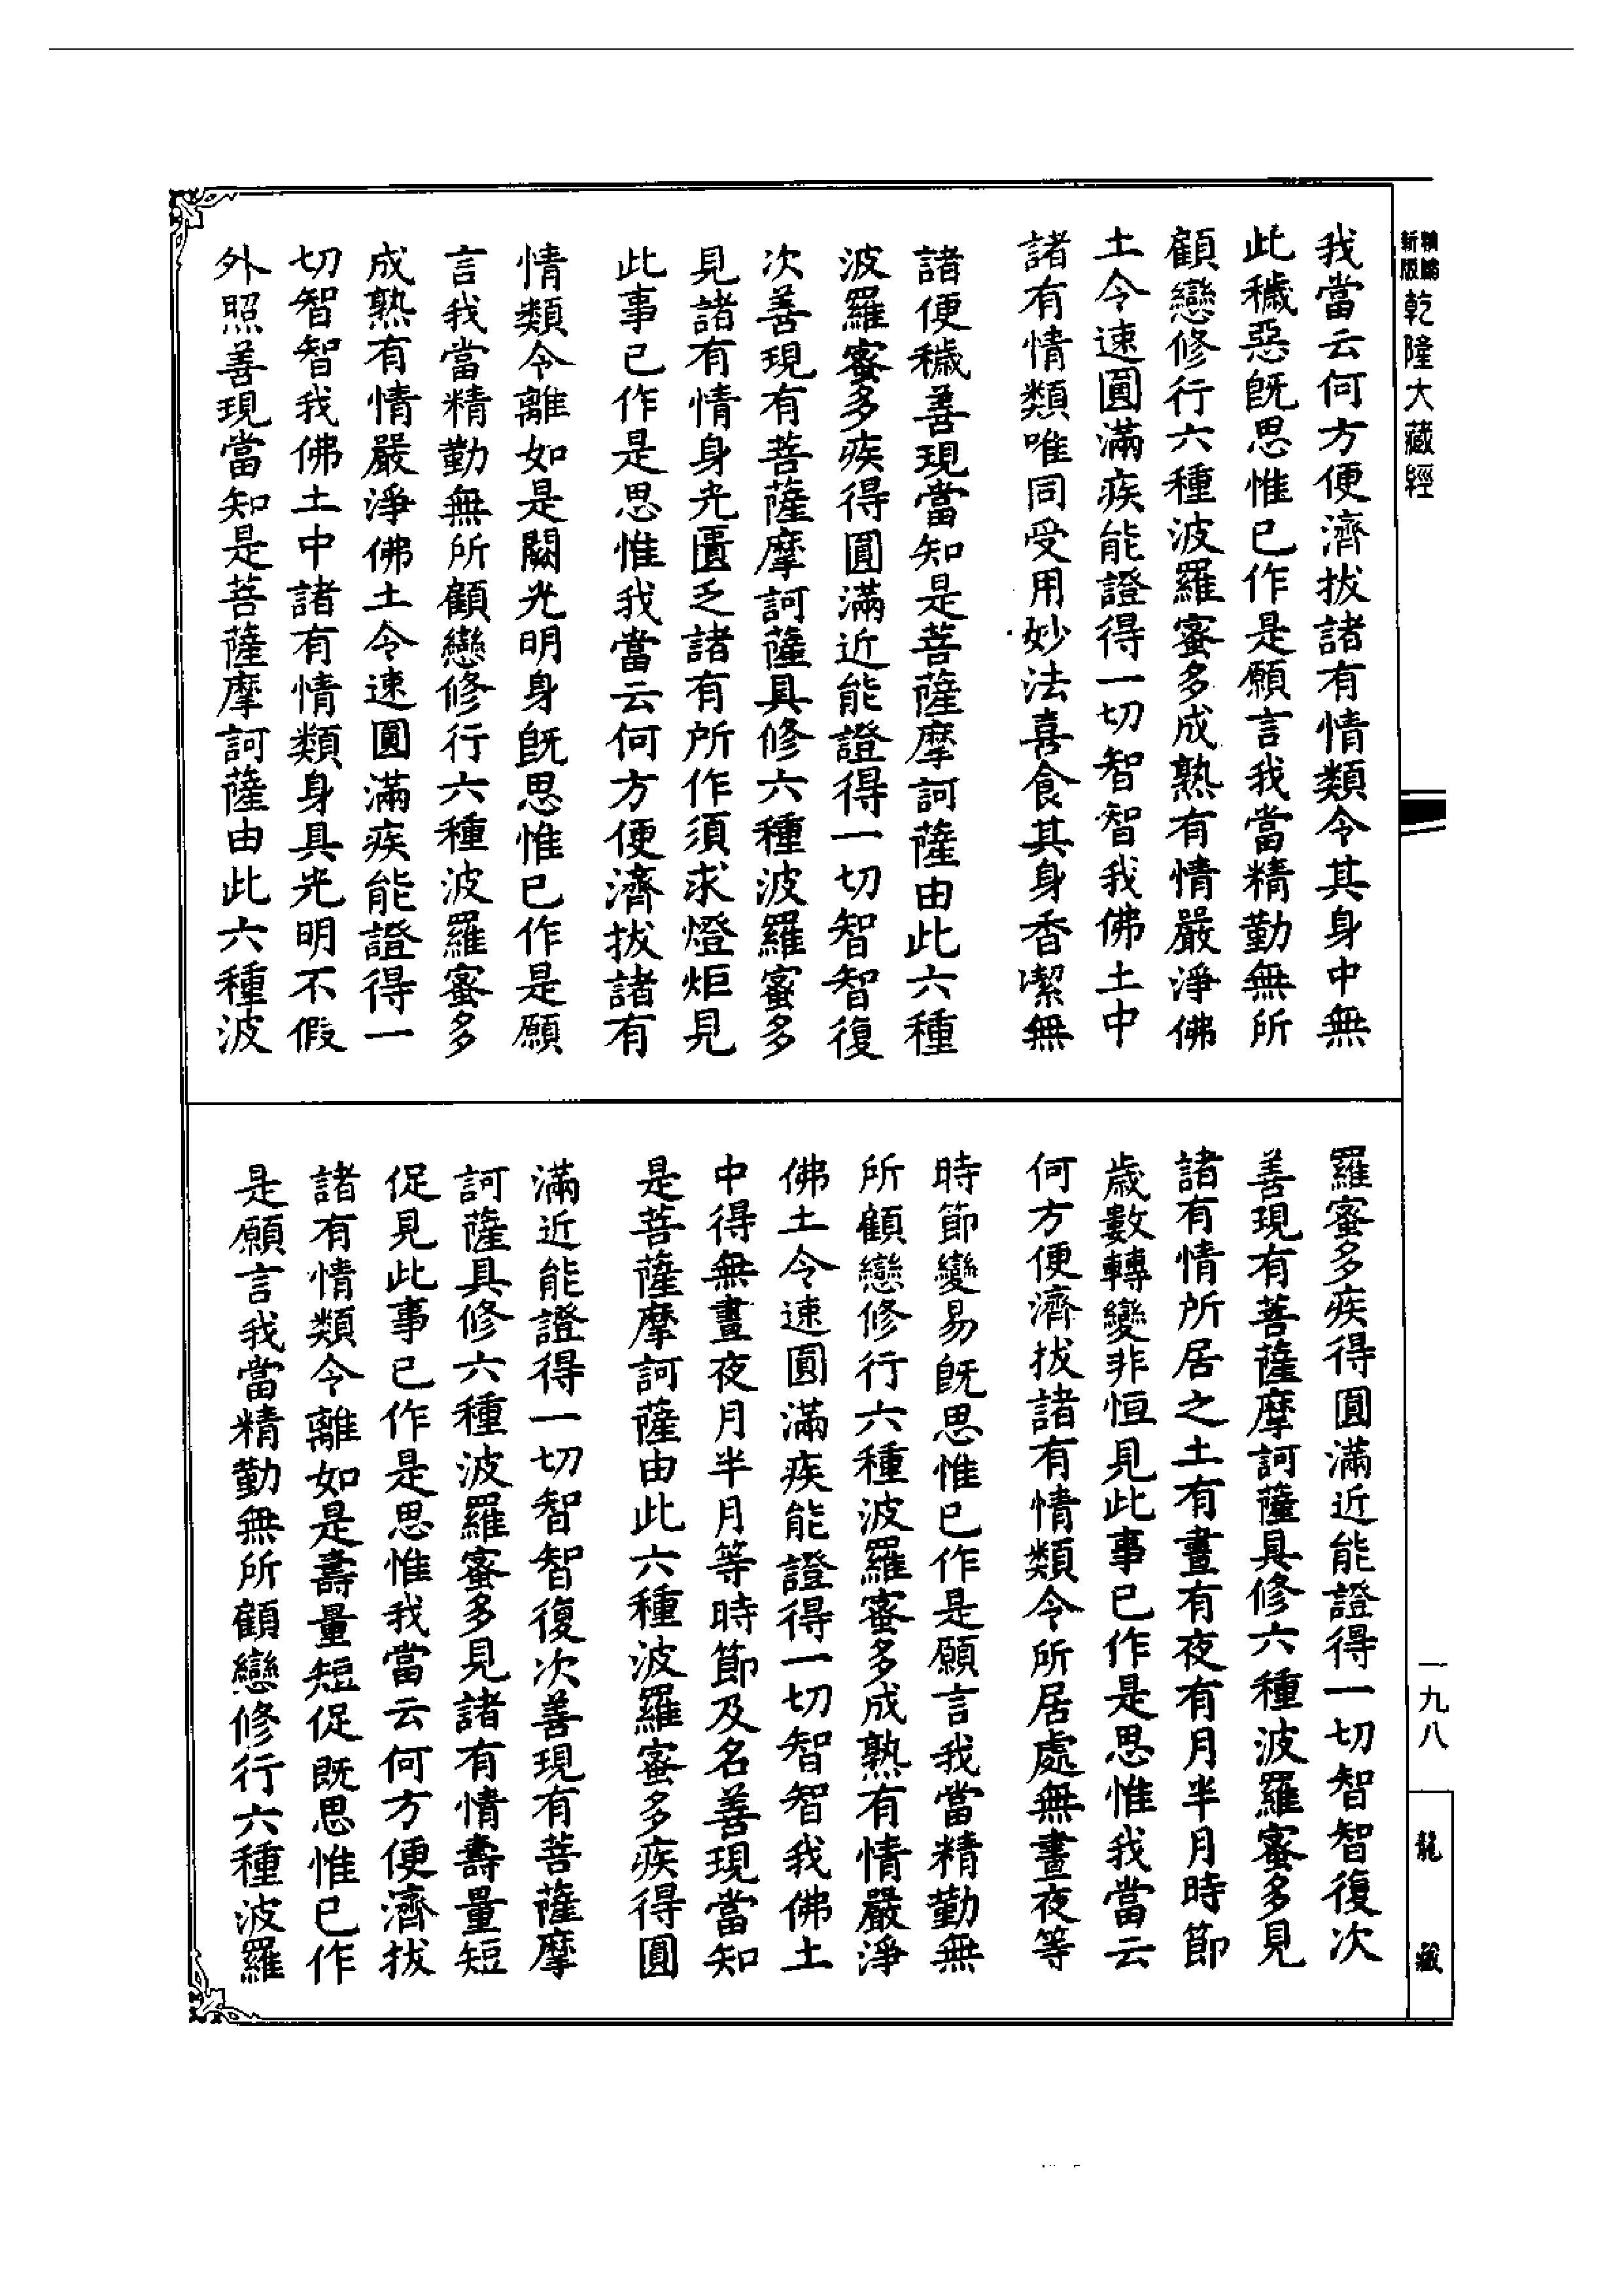 新版
精縮
乾隆大藏經
我當云何方便濟拔諸有情類令其身中無
此穢惡既思惟已作是願言我當精勤無所
顧戀修行六種波羅蜜多成熟有情嚴淨佛
土令速圓滿疾能證得一切智智我佛土中
諸有情類唯同受用妙法喜食其身香潔無
諸便穢善現當知是菩薩摩訶薩由此六種
波羅蜜多疾得圓滿近能證得一切智智復
次善現有菩薩摩訶薩具修六種波羅蜜多
見諸有情身光匱乏諸有所作須求燈炬見
此事已作是思惟我當云何方便濟拔諸有
情類令離如是闕光明身既思惟已作是願
言我當精勤無所顧戀修行六種波羅蜜多
成熟有情嚴淨佛土令速圓滿疾能證得一
切智智我佛土中諸有情類身具光明不假
外照善現當知是菩薩摩訶薩由此六種波
羅蜜多疾得圓滿近能證得一切智智復次
善現有菩薩摩訶薩具修六種波羅蜜多見
諸有情所居之土有晝有夜有月半月時節
歲數轉變非恒見此事已作是思惟我當云
何方便濟拔諸有情類令所居處無晝夜等
時節變易既思惟已作是願言我當精勤無
所顧戀修行六種波羅蜜多成熟有情嚴淨
佛土令速圓滿疾能證得一切智智我佛土
中得無晝夜月半月等時節及名善現當知
是菩薩摩訶薩由此六種波羅蜜多疾得圓
滿近能證得一切智智復次善現有菩薩摩
訶薩具修六種波羅蜜多見諸有情壽量短
促見此事已作是思惟我當云何方便濟拔
諸有情類令離如是壽量短促既思惟已作
是願言我當精勤無所顧戀修行六種波羅
一九八
龍藏